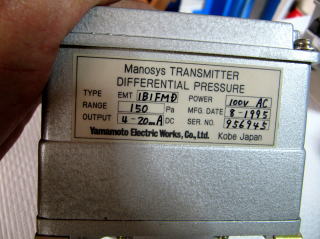 Manosys TRANSMITTER
DIFFERENTIAL PRESSURE
TYPE EMT 1B1FMD POWER 100V AC
RANGE 150 Pa MFG. DATE 8-1995
OUTPUT 4-20mA DC SER. NO. 956945
Yamamoto Electric Works, Co., Ltd. Kobe Japan